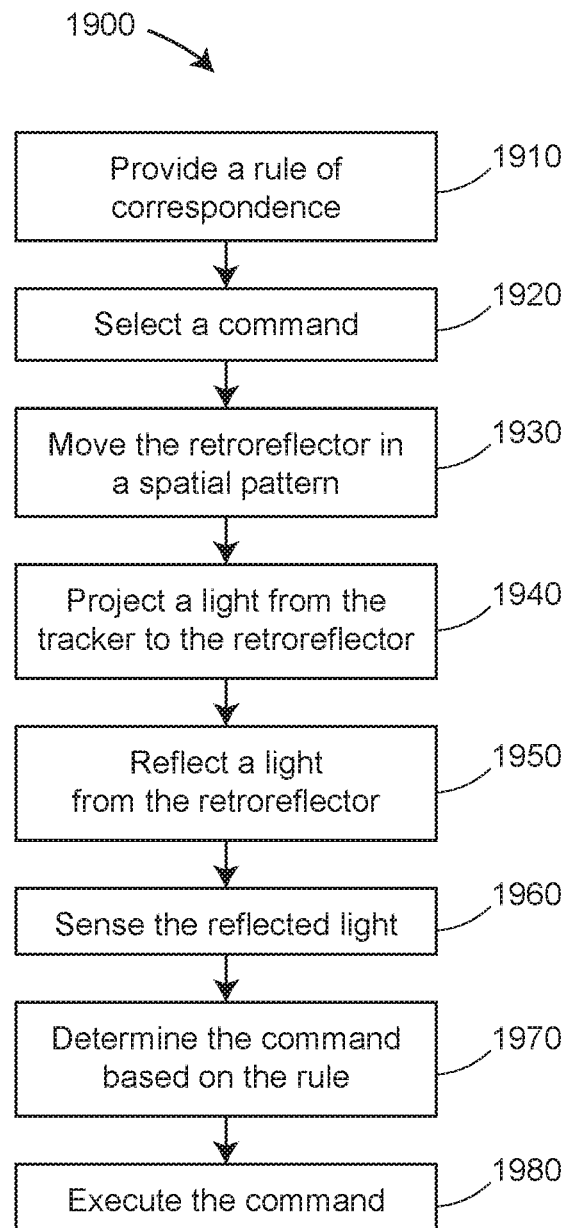 1900
Provide a rule of
correspondence
1910
Select a command
1920
Move the retroreflector in
a spatial pattern
1930
Project a light from the
tracker to the retroreflector
1940
Reflect a light
from the retroreflector
1950
Sense the reflected light
1960
Determine the command
based on the rule
1970
Execute the command
1980